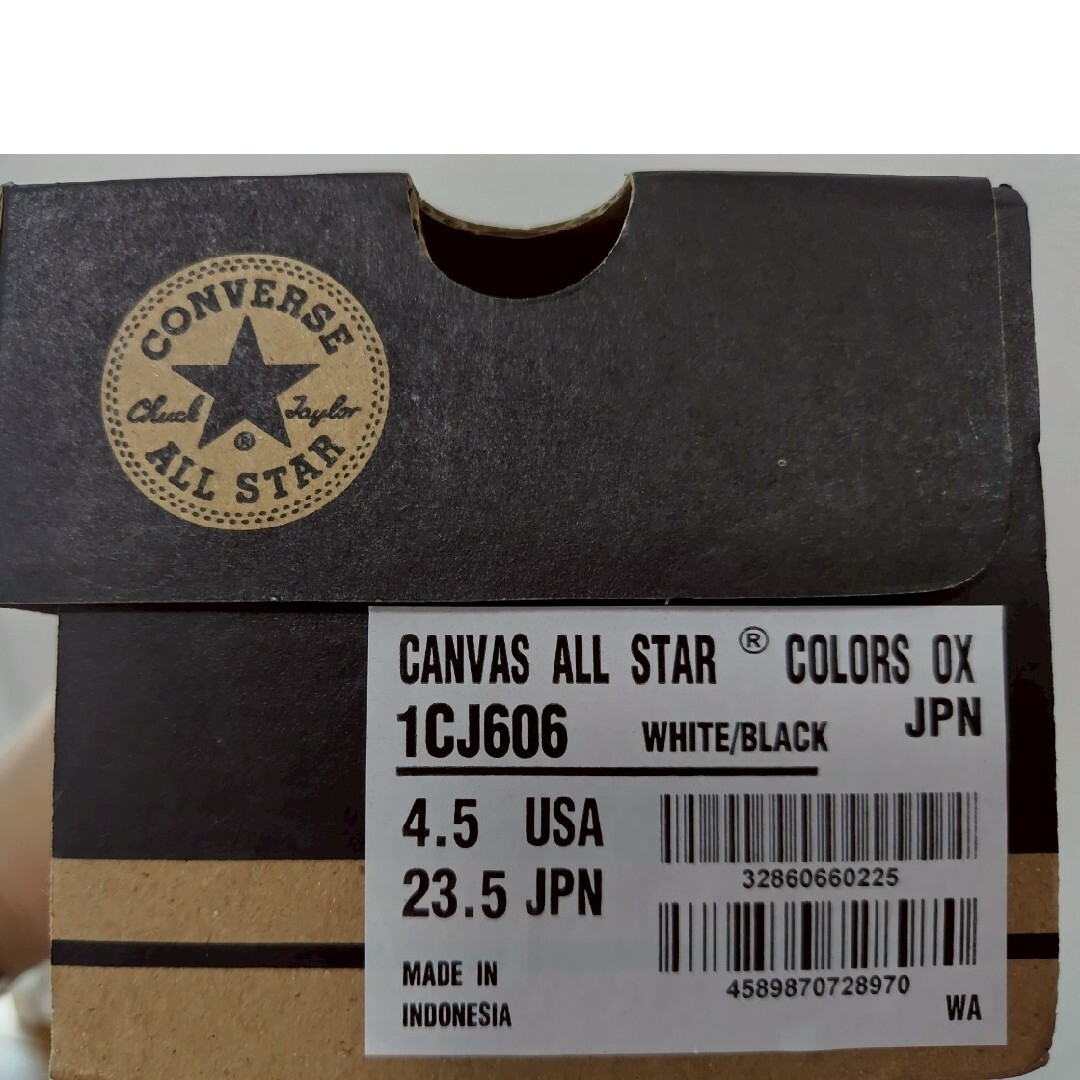 CONVERSE
Chuck Taylor
®
ALL STAR
CANVAS ALL STAR ® COLORS OX
1CJ606 WHITE/BLACK JPN
4.5 USA
23.5 JPN
32860660225
4589870728970
MADE IN
INDONESIA
WA